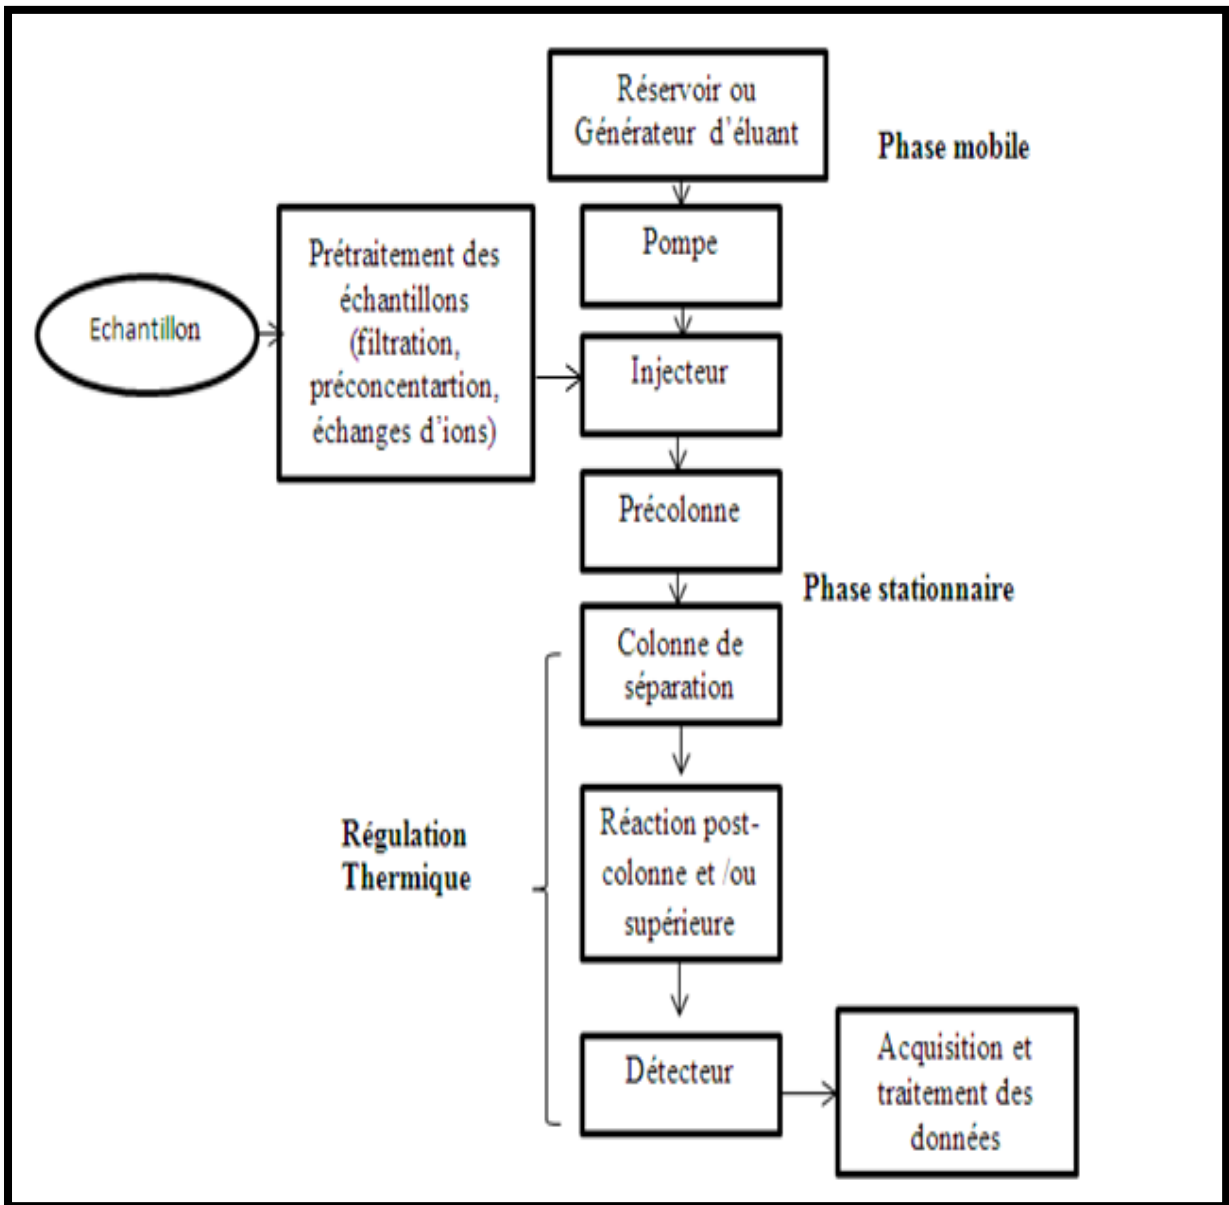 Réservoir ou
Générateur d'éluant
Phase mobile
Pompe
Prétraitement des
échantillons
(filtration,
préconcentartion,
échanges d'ions)
Echantillon
Injecteur
Précolonne
Phase stationnaire
Colonne de
séparation
Régulation
Thermique
Réaction post-
colonne et /ou
supérieure
Détecteur
Acquisition et
traitement des
données